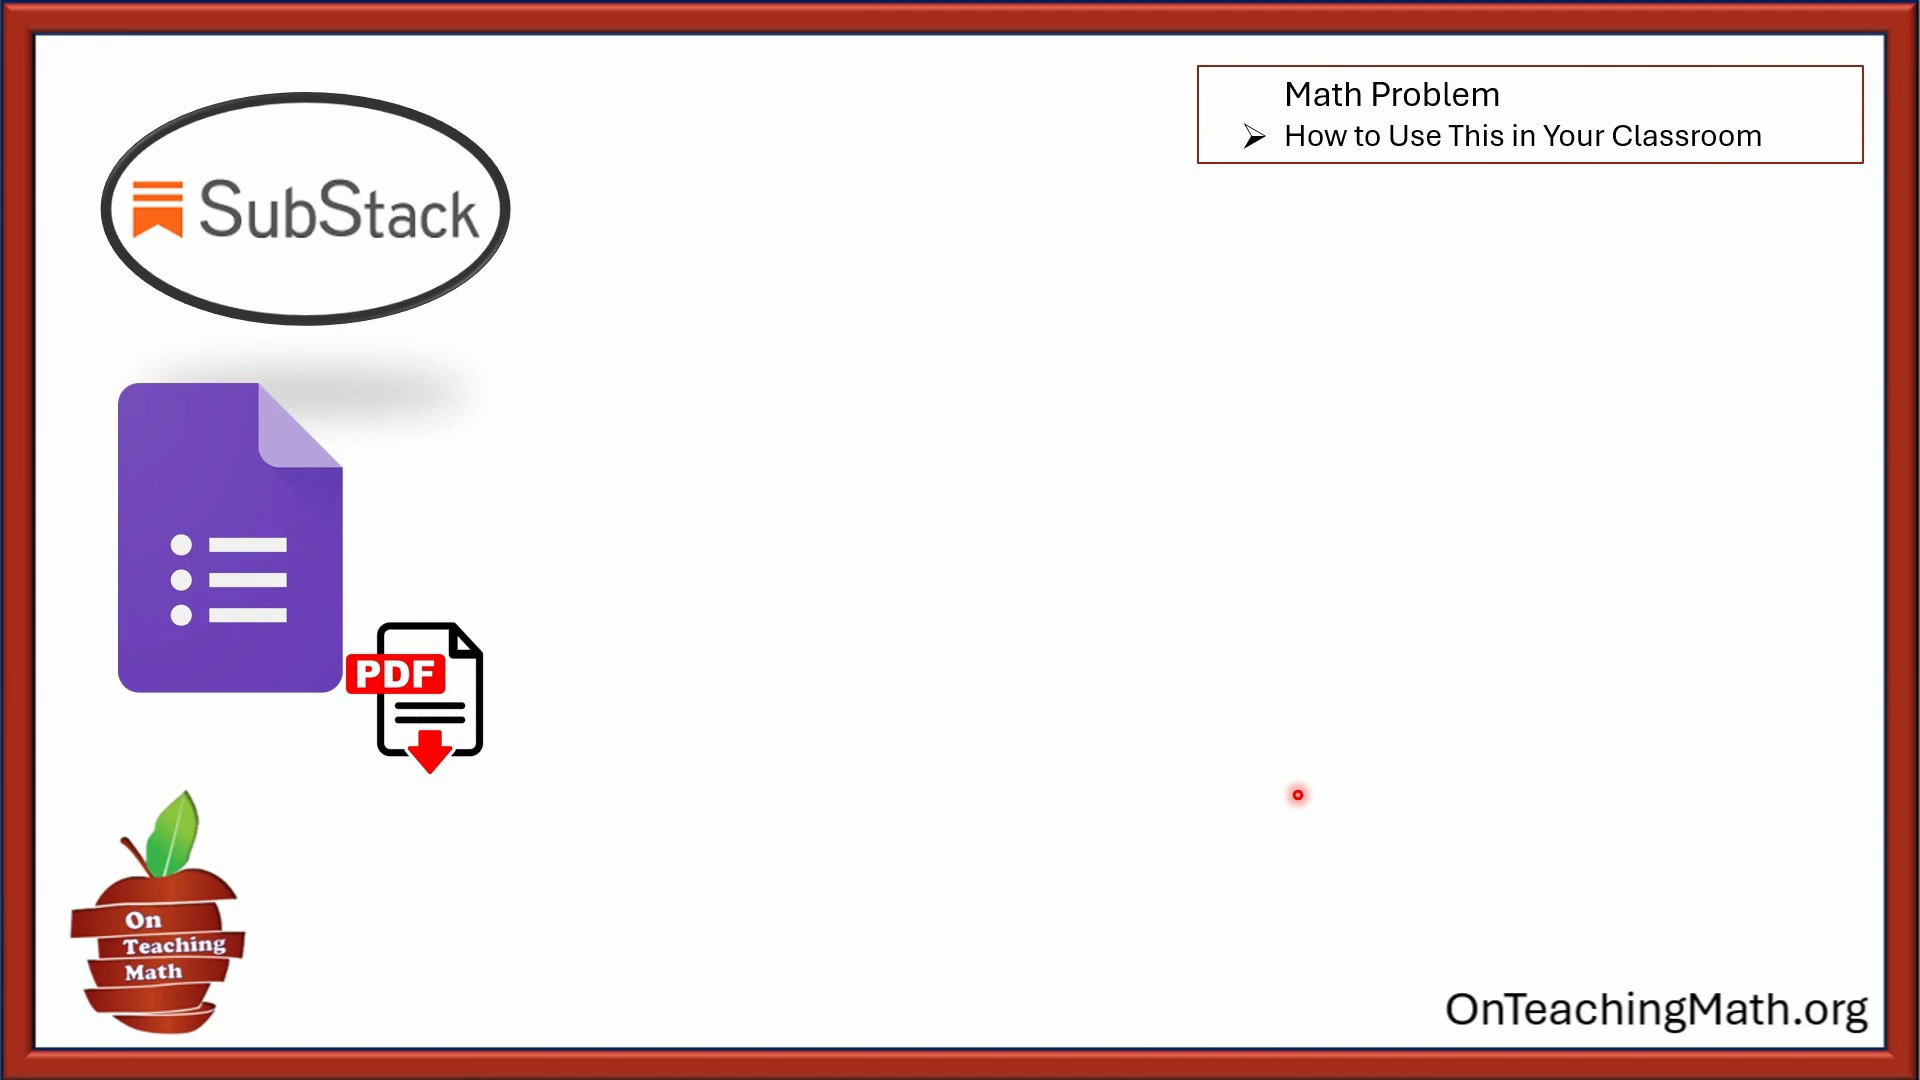 Math Problem
➢ How to Use This in Your Classroom
SubStack
PDF
On
Teaching
Math
OnTeachingMath.org